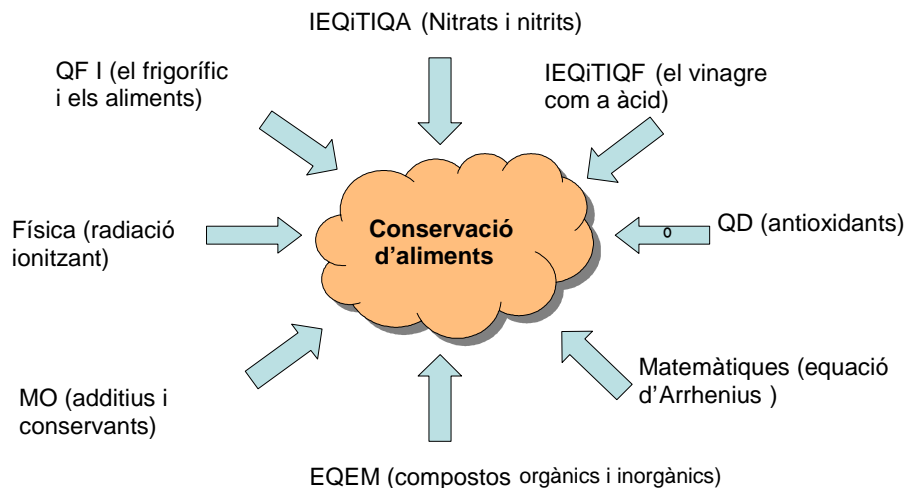 IEQiTIQA (Nitrats i nitrits)
QF I (el frigorífic
i els aliments)
IEQiTIQF (el vinagre
com a àcid)
Física (radiació
ionitzant)
Conservació
d’aliments
o
QD (antioxidants)
MO (additius i
conservants)
Matemàtiques (equació
d’Arrhenius )
EQEM (compostos orgànics i inorgànics)